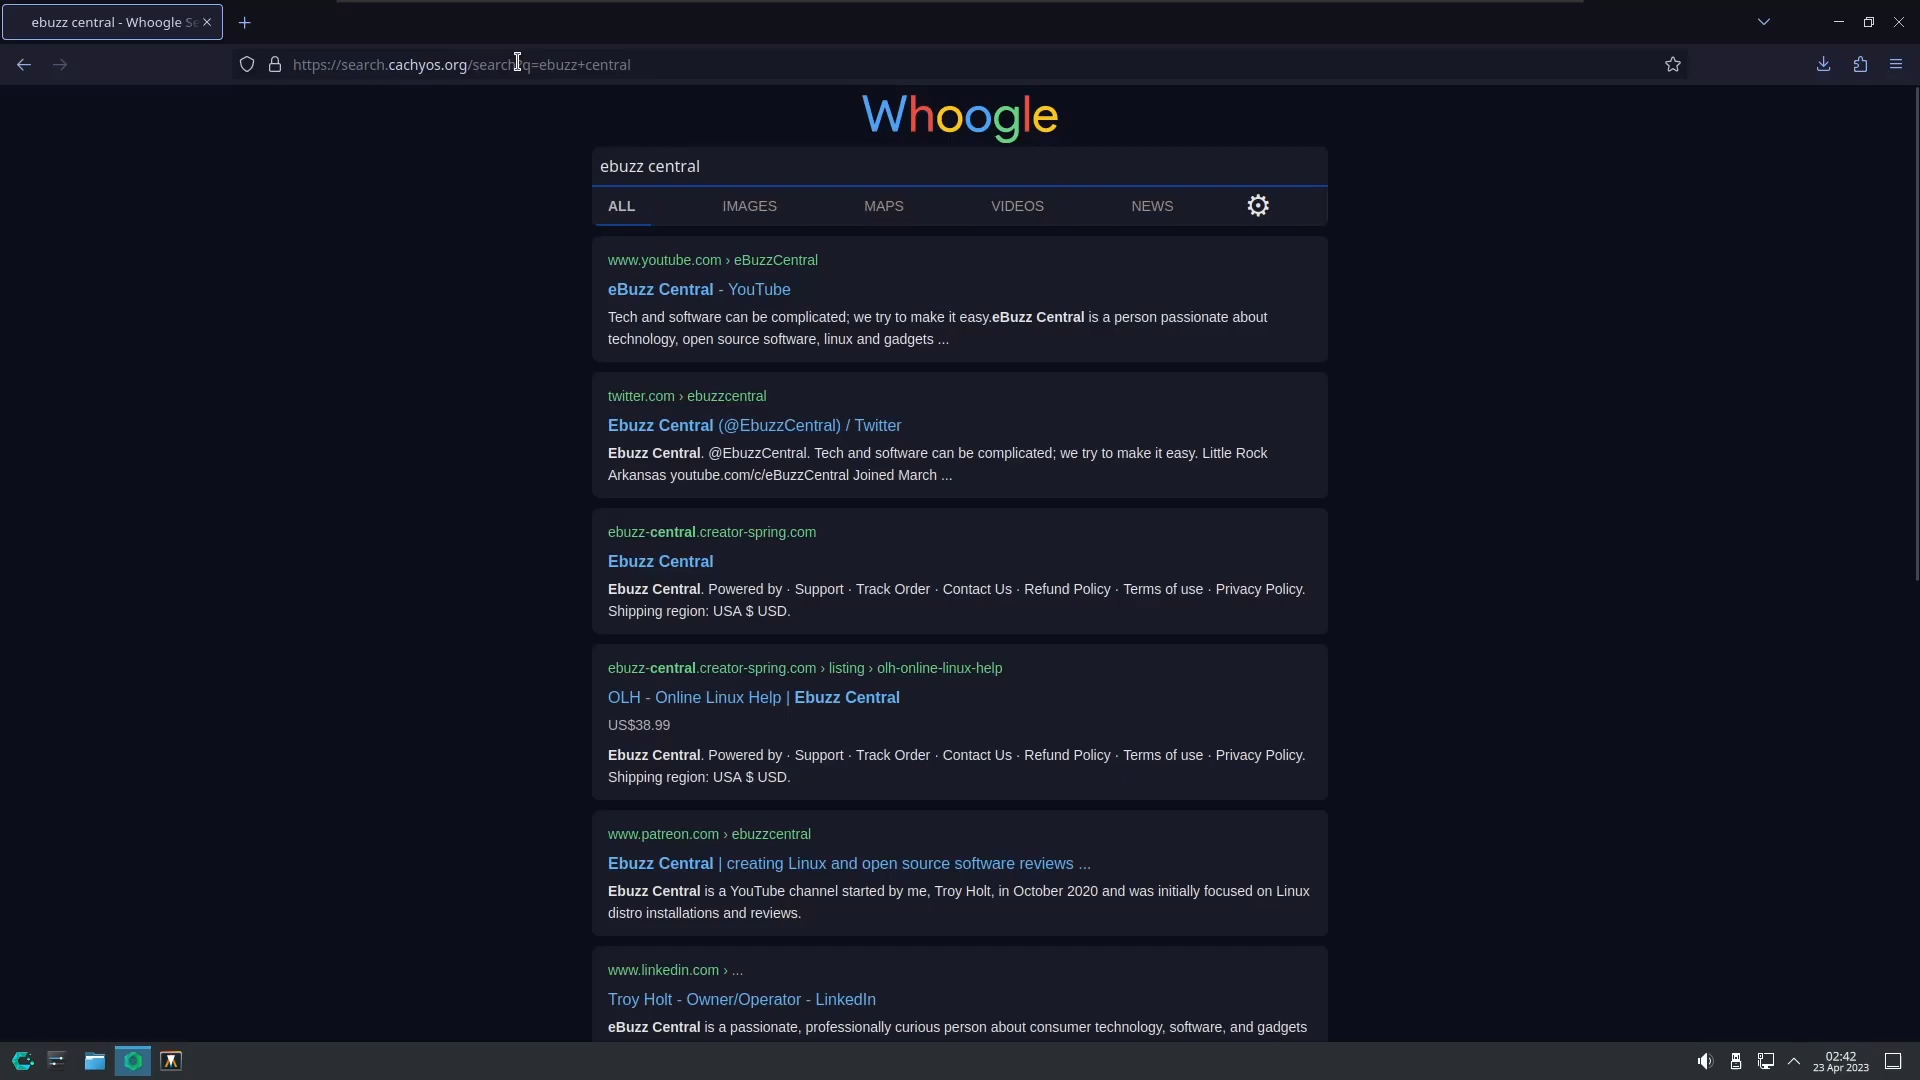 ebuzz central - Whoogle Se
https://search.cachyos.org/search?q=ebuzz+central
Whoogle
ebuzz central
ALL IMAGES MAPS VIDEOS NEWS
www.youtube.com › eBuzzCentral
eBuzz Central - YouTube
Tech and software can be complicated; we try to make it easy.eBuzz Central is a person passionate about
technology, open source software, linux and gadgets ...
twitter.com › ebuzzcentral
Ebuzz Central (@EbuzzCentral) / Twitter
Ebuzz Central. @EbuzzCentral. Tech and software can be complicated; we try to make it easy. Little Rock
Arkansas youtube.com/c/eBuzzCentral Joined March ...
ebuzz-central.creator-spring.com
Ebuzz Central
Ebuzz Central. Powered by · Support · Track Order · Contact Us · Refund Policy · Terms of use · Privacy Policy.
Shipping region: USA $ USD.
ebuzz-central.creator-spring.com › listing › olh-online-linux-help
OLH - Online Linux Help | Ebuzz Central
US$38.99
Ebuzz Central. Powered by · Support · Track Order · Contact Us · Refund Policy · Terms of use · Privacy Policy.
Shipping region: USA $ USD.
www.patreon.com › ebuzzcentral
Ebuzz Central | creating Linux and open source software reviews ...
Ebuzz Central is a YouTube channel started by me, Troy Holt, in October 2020 and was initially focused on Linux
distro installations and reviews.
www.linkedin.com › ...
Troy Holt - Owner/Operator - LinkedIn
eBuzz Central is a passionate, professionally curious person about consumer technology, software, and gadgets
02:42
23 Apr 2023